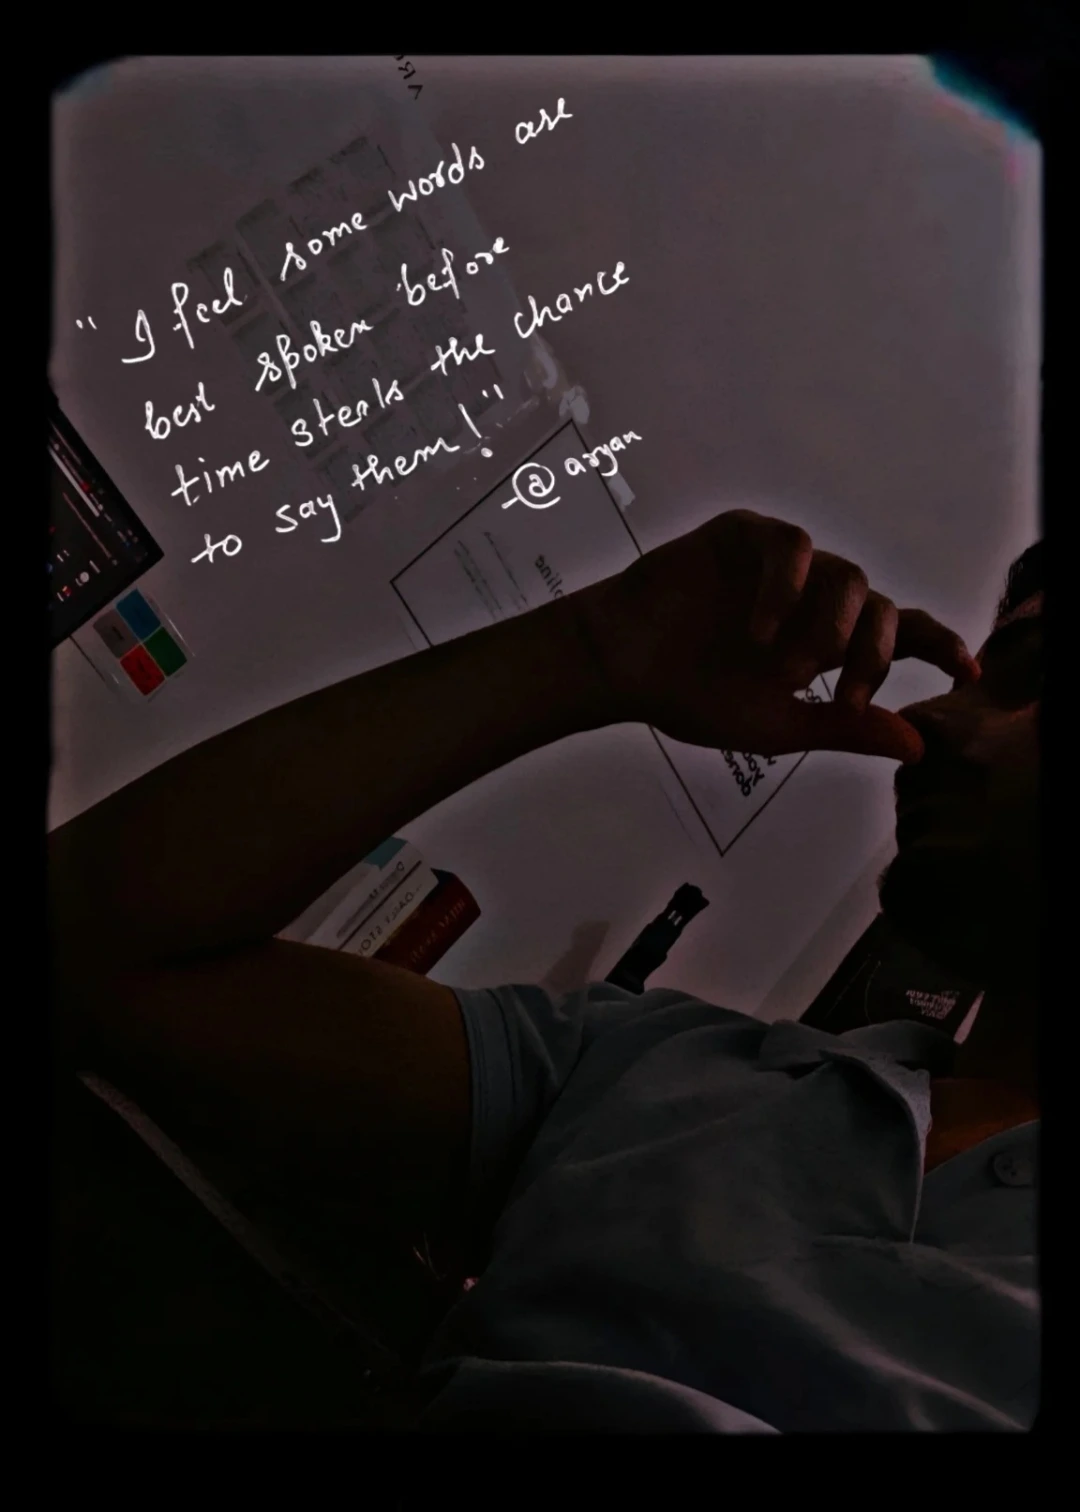 "I feel some words are
best spoken before
time steals the chance
to say them!"
-@aryan